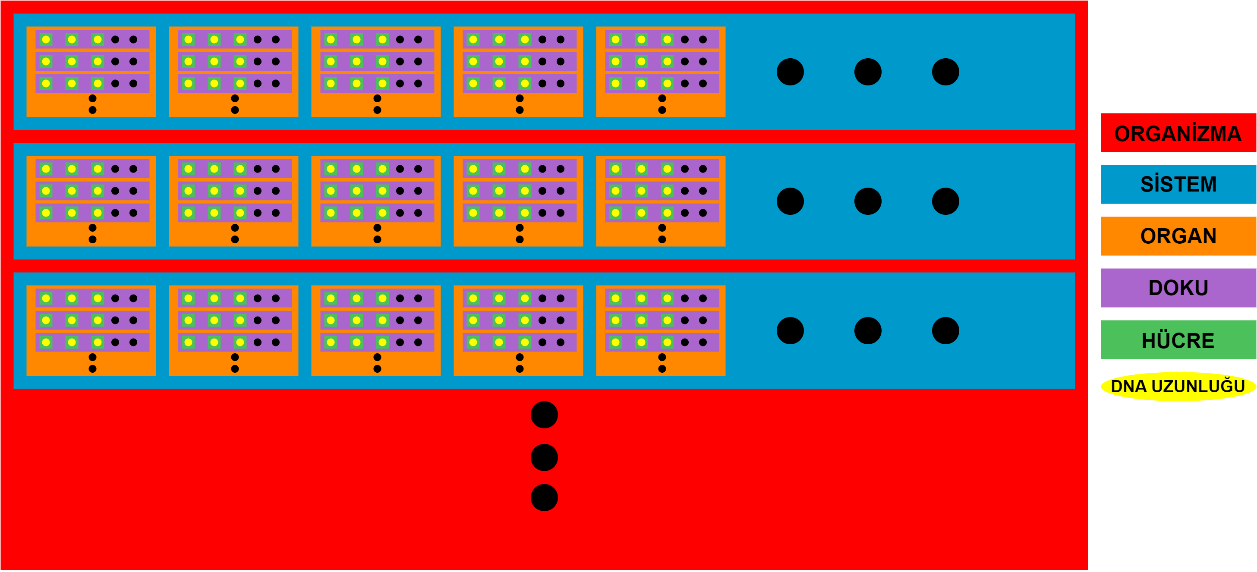 ORGANİZMA
SİSTEM
ORGAN
DOKU
HÜCRE
DNA UZUNLUĞU